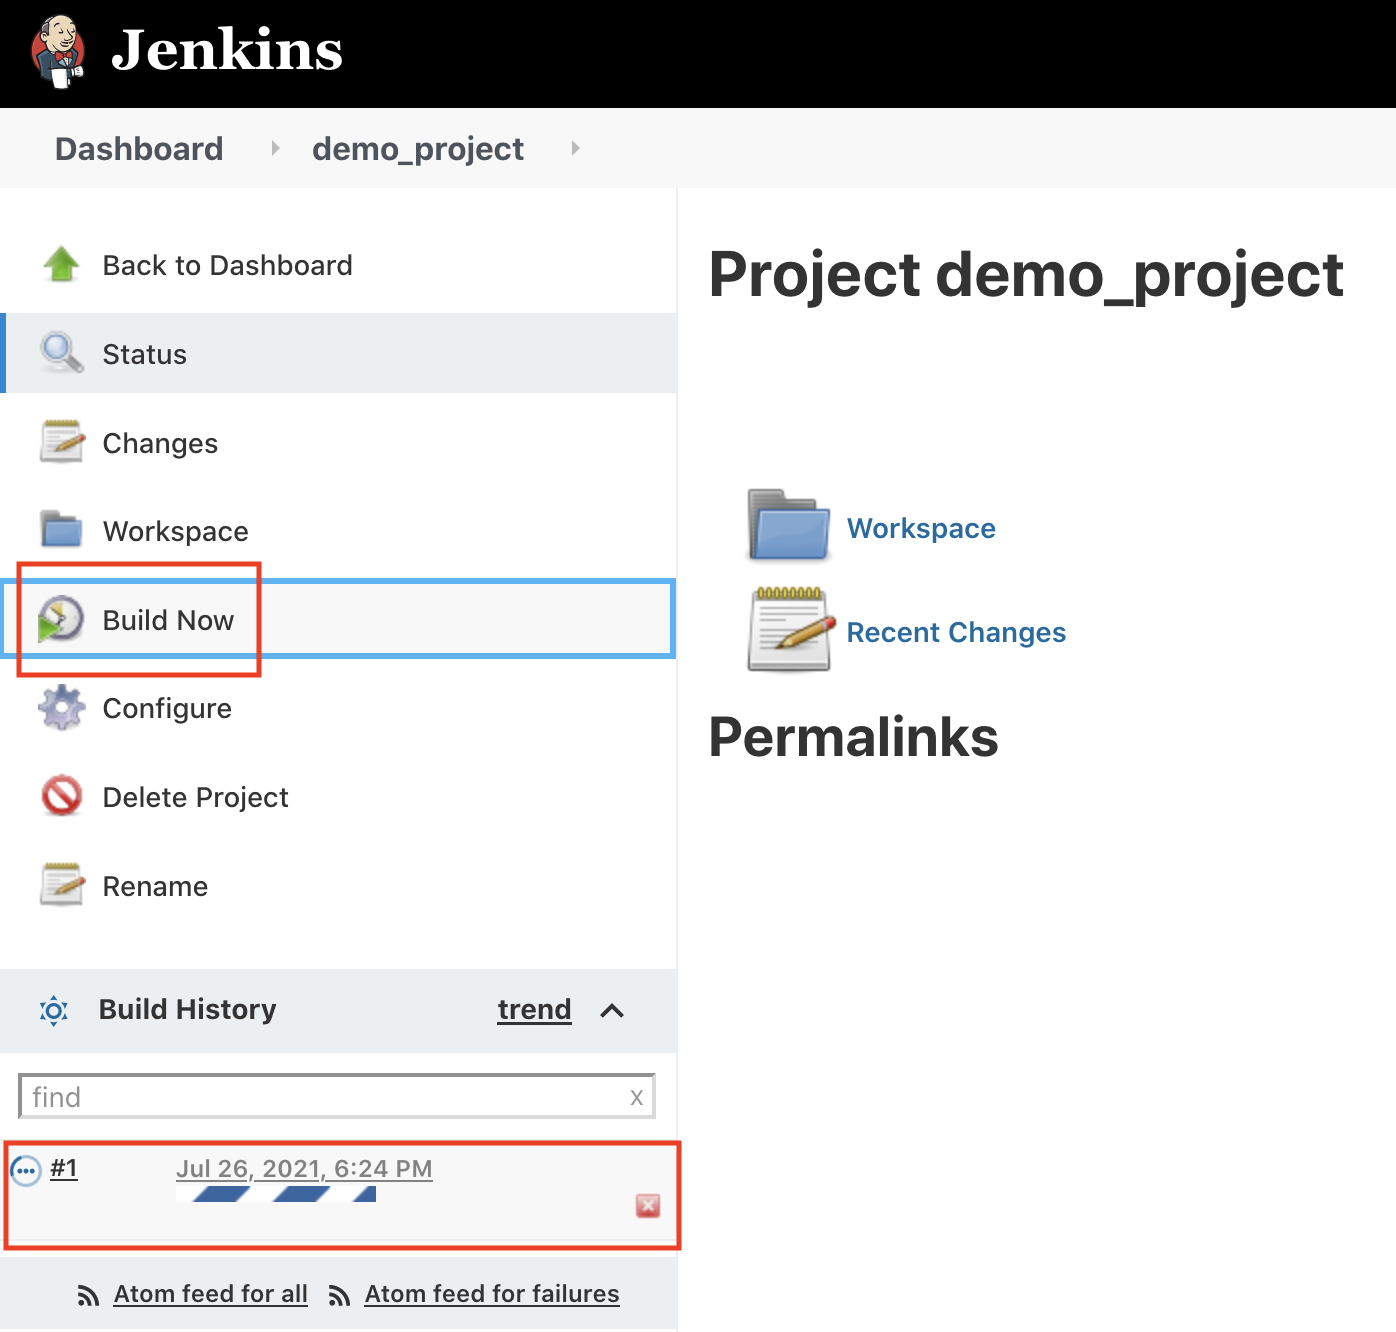 Jenkins
Dashboard
demo_project
Back to Dashboard
Status
Changes
Workspace
Build Now
Configure
Delete Project
Rename
Build History
trend
find
x
#1
Jul 26, 2021, 6:24 PM
Atom feed for all
Atom feed for failures
Project demo_project
Workspace
Recent Changes
Permalinks